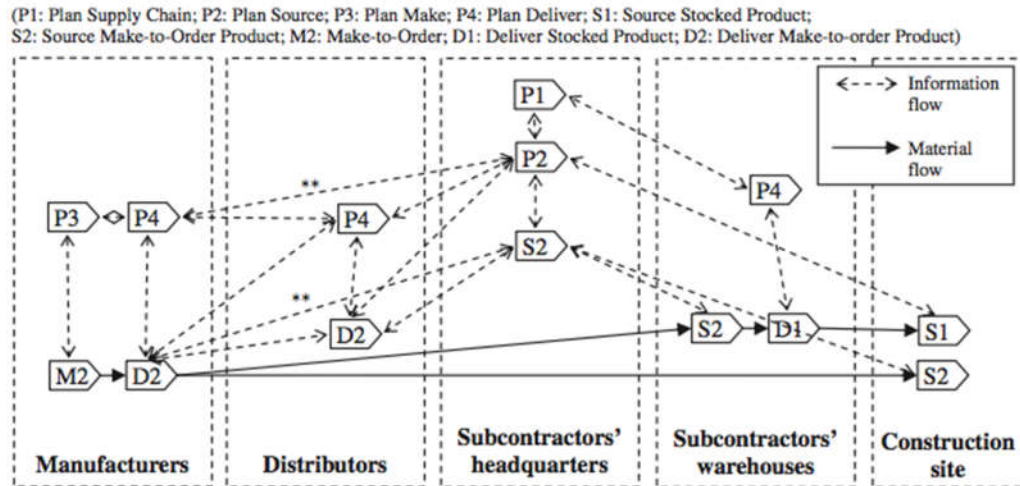 (P1: Plan Supply Chain; P2: Plan Source; P3: Plan Make; P4: Plan Deliver; S1: Source Stocked Product;
S2: Source Make-to-Order Product; M2: Make-to-Order; D1: Deliver Stocked Product; D2: Deliver Make-to-order Product)
P1
Information
flow
P2
Material
flow
**
P4
P3
P4
P4
S2
**
D2
S2
D1
S1
M2
D2
S2
Manufacturers
Distributors
Subcontractors'
headquarters
Subcontractors'
warehouses
Construction
site